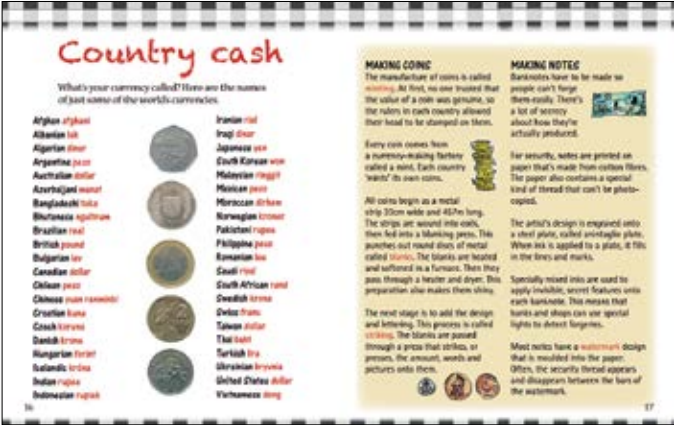 Country cash
What's your currency called? Here are the names
of just some of the world's currencies.
Afghan afghani
Albanian lek
Algerian dinar
Argentine peso
Australian dollar
Azerbaijani manat
Bangladeshi taka
Bhutanese ngultrum
Brazilian real
British pound
Bulgarian lev
Canadian dollar
Chilean peso
Chinese yuan renminbi
Croatian kuna
Czech koruna
Danish krone
Hungarian forint
Icelandic króna
Indian rupee
Indonesian rupiah
Iranian rial
Iraqi dinar
Japanese yen
South Korean won
Malaysian ringgit
Mexican peso
Moroccan dirham
Norwegian kroner
Pakistani rupee
Philippine peso
Romanian leu
Saudi riyal
South African rand
Swedish krona
Swiss franc
Taiwan dollar
Thai baht
Turkish lira
Ukrainian hryvnia
United States dollar
Vietnamese dong
36
MAKING COINS
The manufacture of coins is called
minting. At first, no one trusted that
the value of a coin was genuine, so
the rulers in each country allowed
their head to be stamped on them.
Every coin comes from
a currency-making factory
called a mint. Each country
"mints" its own coins.
All coins begin as a metal
strip 33cm wide and 457m long.
The strips are wound into coils,
then fed into a blanking press. This
punches out round discs of metal
called blanks. The blanks are heated
and softened in a furnace. Then they
pass through a heater and dryer. This
preparation also makes them shiny.
The next stage is to add the design
and lettering. This process is called
striking. The blanks are passed
through a press that strikes, or
presses, the amount, words and
pictures onto them.
MAKING NOTES
Banknotes have to be made so
people can't forge
them easily. There's
a lot of secrecy
about how they're
actually produced.
For security, notes are printed on
paper that's made from cotton fibres.
The paper also contains a special
kind of thread that can't be photo-
copied.
The artist's design is engraved onto
a steel plate, called an intaglio plate.
When ink is applied to a plate, it fills
in the lines and marks.
Specially mixed inks are used to
apply invisible, secret features onto
each banknote. This means that
banks and shops can use special
lights to detect forgeries.
Most notes have a watermark design
that is moulded into the paper.
Often, the security thread appears
and disappears between the bars of
the watermark.
37